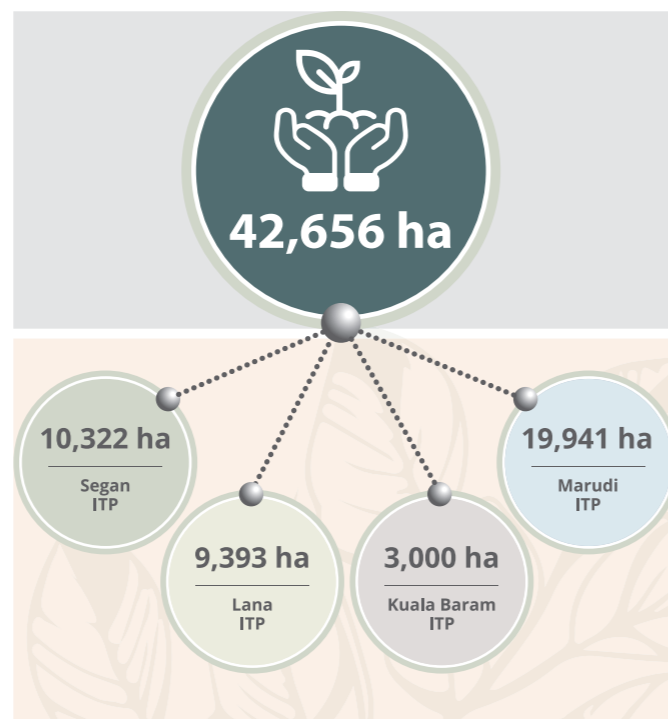 42,656 ha
10,322 ha
Segan
ITP
9,393 ha
Lana
ITP
3,000 ha
Kuala Baram
ITP
19,941 ha
Marudi
ITP